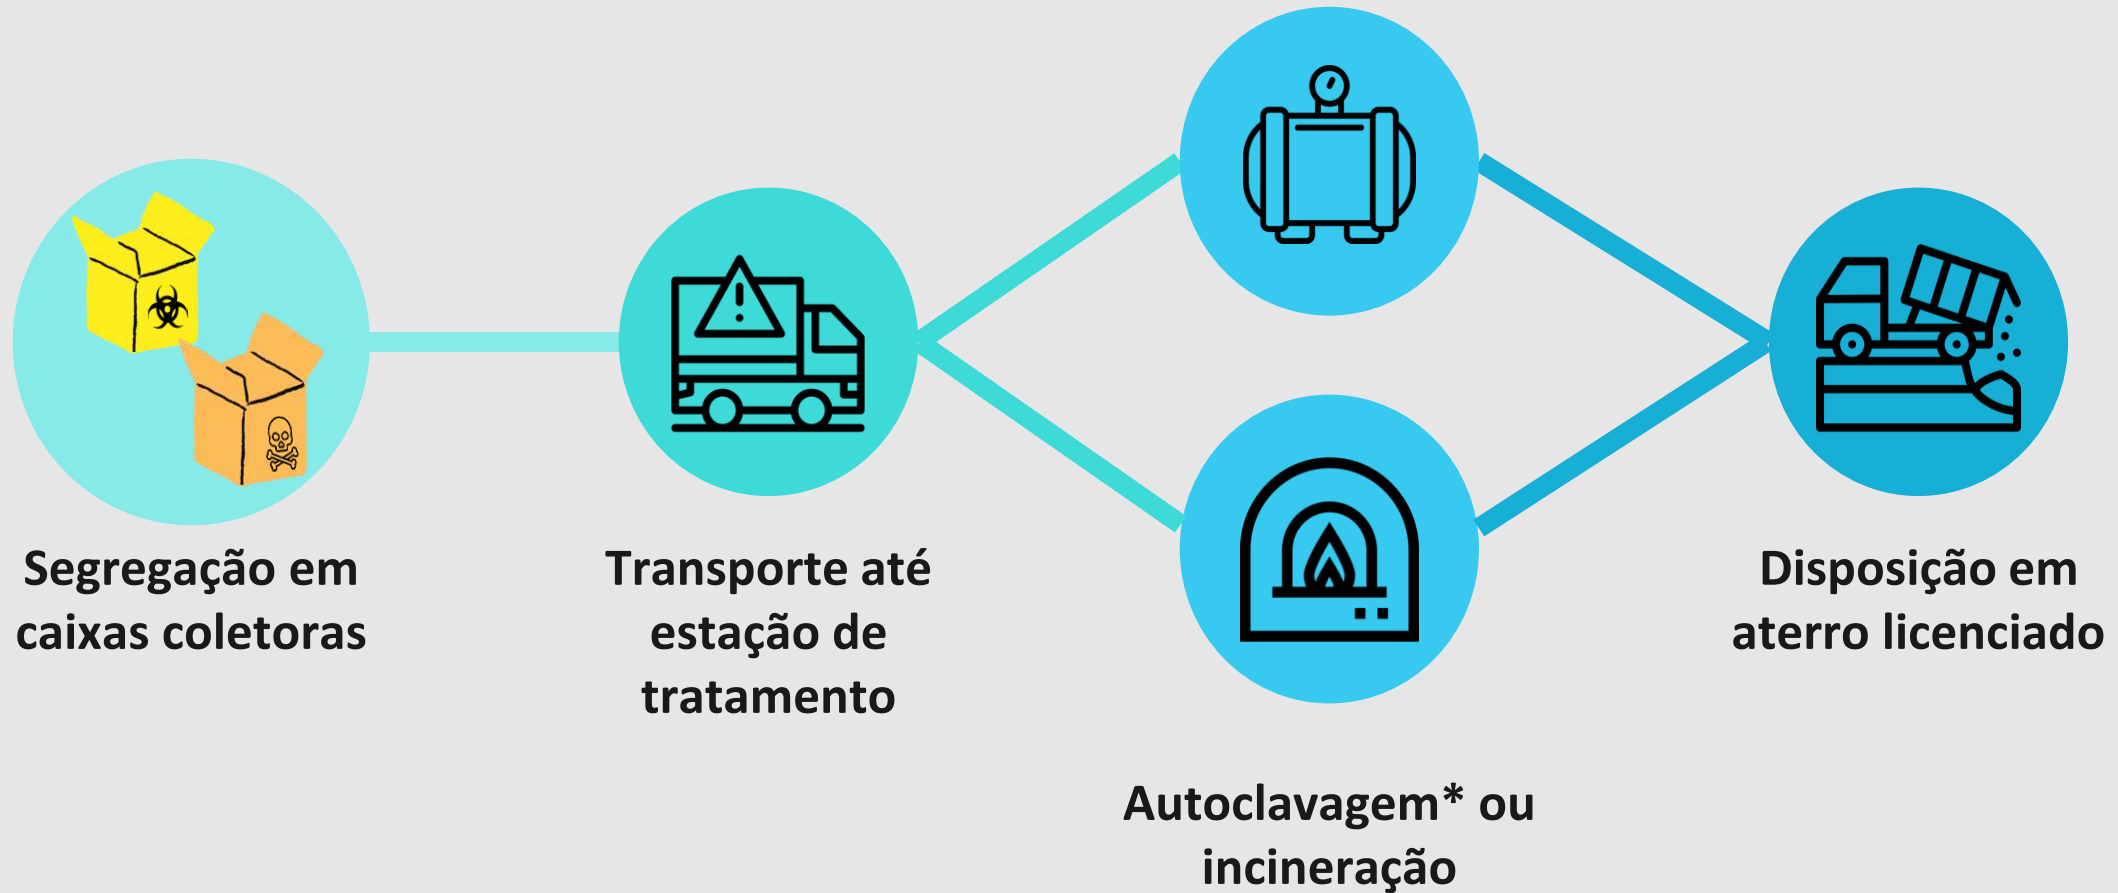 Segregação em
caixas coletoras
Transporte até
estação de
tratamento
Autoclavagem* ou
incineração
Disposição em
aterro licenciado